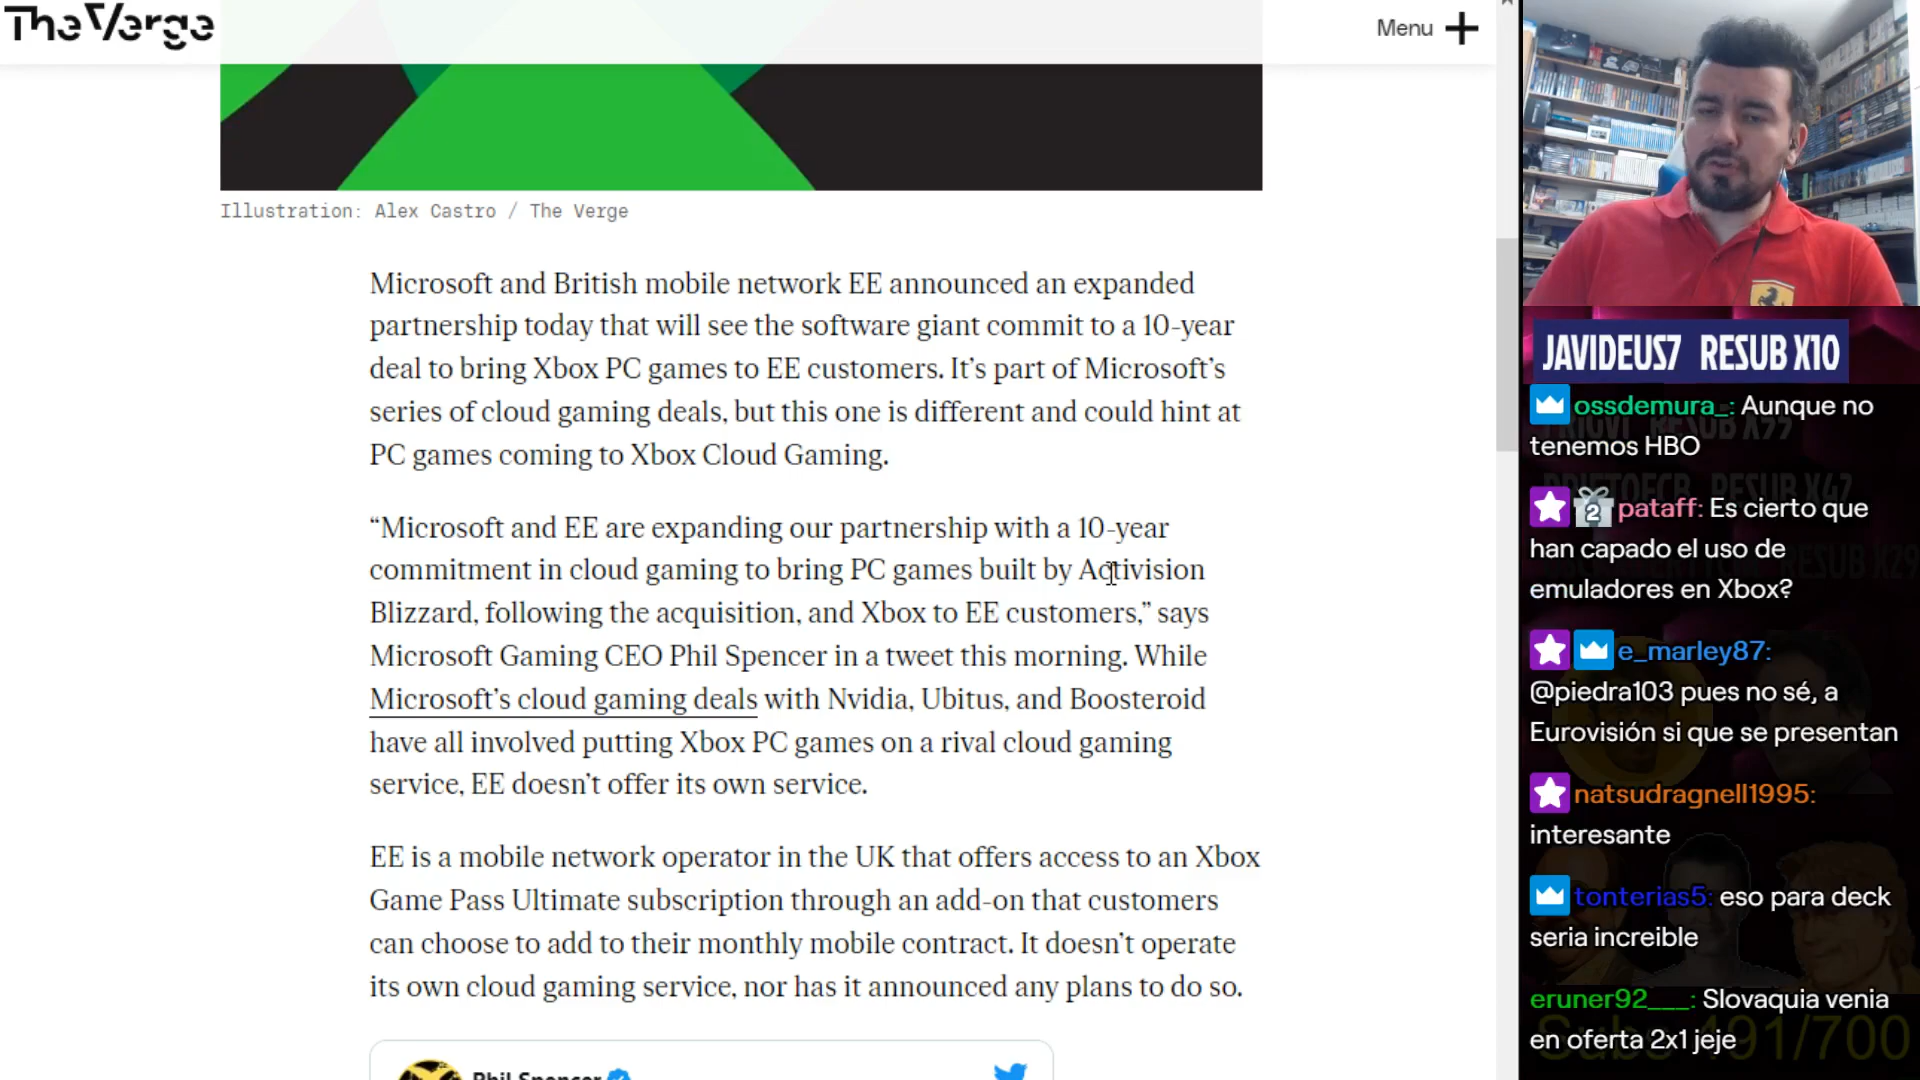 The Verge
Menu
Illustration: Alex Castro / The Verge
Microsoft and British mobile network EE announced an expanded
partnership today that will see the software giant commit to a 10-year
deal to bring Xbox PC games to EE customers. It’s part of Microsoft’s
series of cloud gaming deals, but this one is different and could hint at
PC games coming to Xbox Cloud Gaming.
“Microsoft and EE are expanding our partnership with a 10-year
commitment in cloud gaming to bring PC games built by Activision
Blizzard, following the acquisition, and Xbox to EE customers,” says
Microsoft Gaming CEO Phil Spencer in a tweet this morning. While
Microsoft’s cloud gaming deals with Nvidia, Ubitus, and Boosteroid
have all involved putting Xbox PC games on a rival cloud gaming
service, EE doesn’t offer its own service.
EE is a mobile network operator in the UK that offers access to an Xbox
Game Pass Ultimate subscription through an add-on that customers
can choose to add to their monthly mobile contract. It doesn’t operate
its own cloud gaming service, nor has it announced any plans to do so.
Phil Spencer
JAVIDEUS7 RESUB X10
ossdemura_: Aunque no
tenemos HBO
2 pataff: Es cierto que
han capado el uso de
emuladores en Xbox?
e_marley87:
@piedra103 pues no sé, a
Eurovisión si que se presentan
natsudragnell1995:
interesante
tonterias5: eso para deck
seria increible
eruner92___: Slovaquia venia
en oferta 2x1 jeje
Subs 491/700